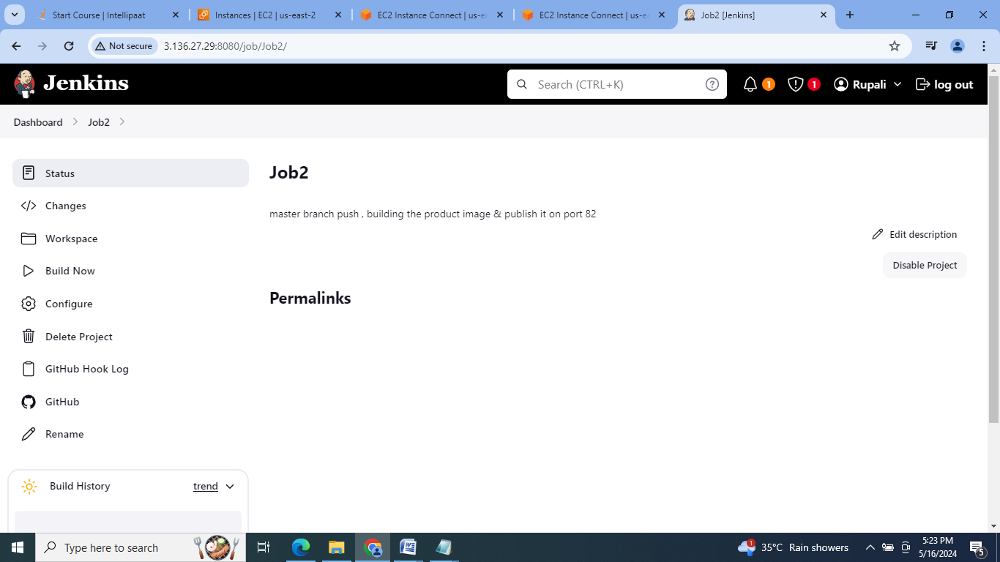 Start Course | Intellipaat
Instances | EC2 | us-east-2
EC2 Instance Connect | us-e
EC2 Instance Connect | us-e
Job2 [Jenkins]
Not secure
3.136.27.29:8080/job/Job2/
Jenkins
Search (CTRL+K)
1
1
Rupali
log out
Dashboard
Job2
Status
Changes
Workspace
Build Now
Configure
Delete Project
GitHub Hook Log
GitHub
Rename
Build History
trend
Job2
master branch push , building the product image & publish it on port 82
Edit description
Disable Project
Permalinks
Type here to search
1
35°C Rain showers
5:23 PM
5/16/2024
5